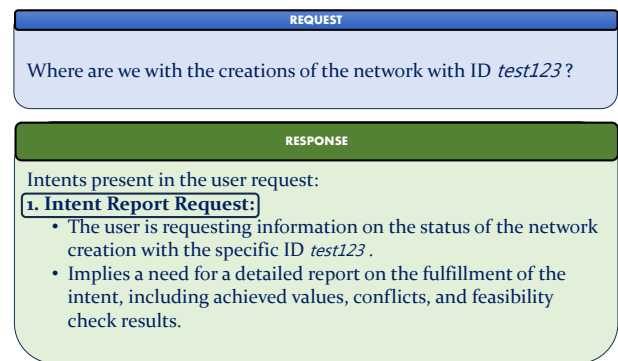 REQUEST
Where are we with the creations of the network with ID test123 ?
RESPONSE
Intents present in the user request:
1. Intent Report Request:
• The user is requesting information on the status of the network
creation with the specific ID test123 .
• Implies a need for a detailed report on the fulfillment of the
intent, including achieved values, conflicts, and feasibility
check results.